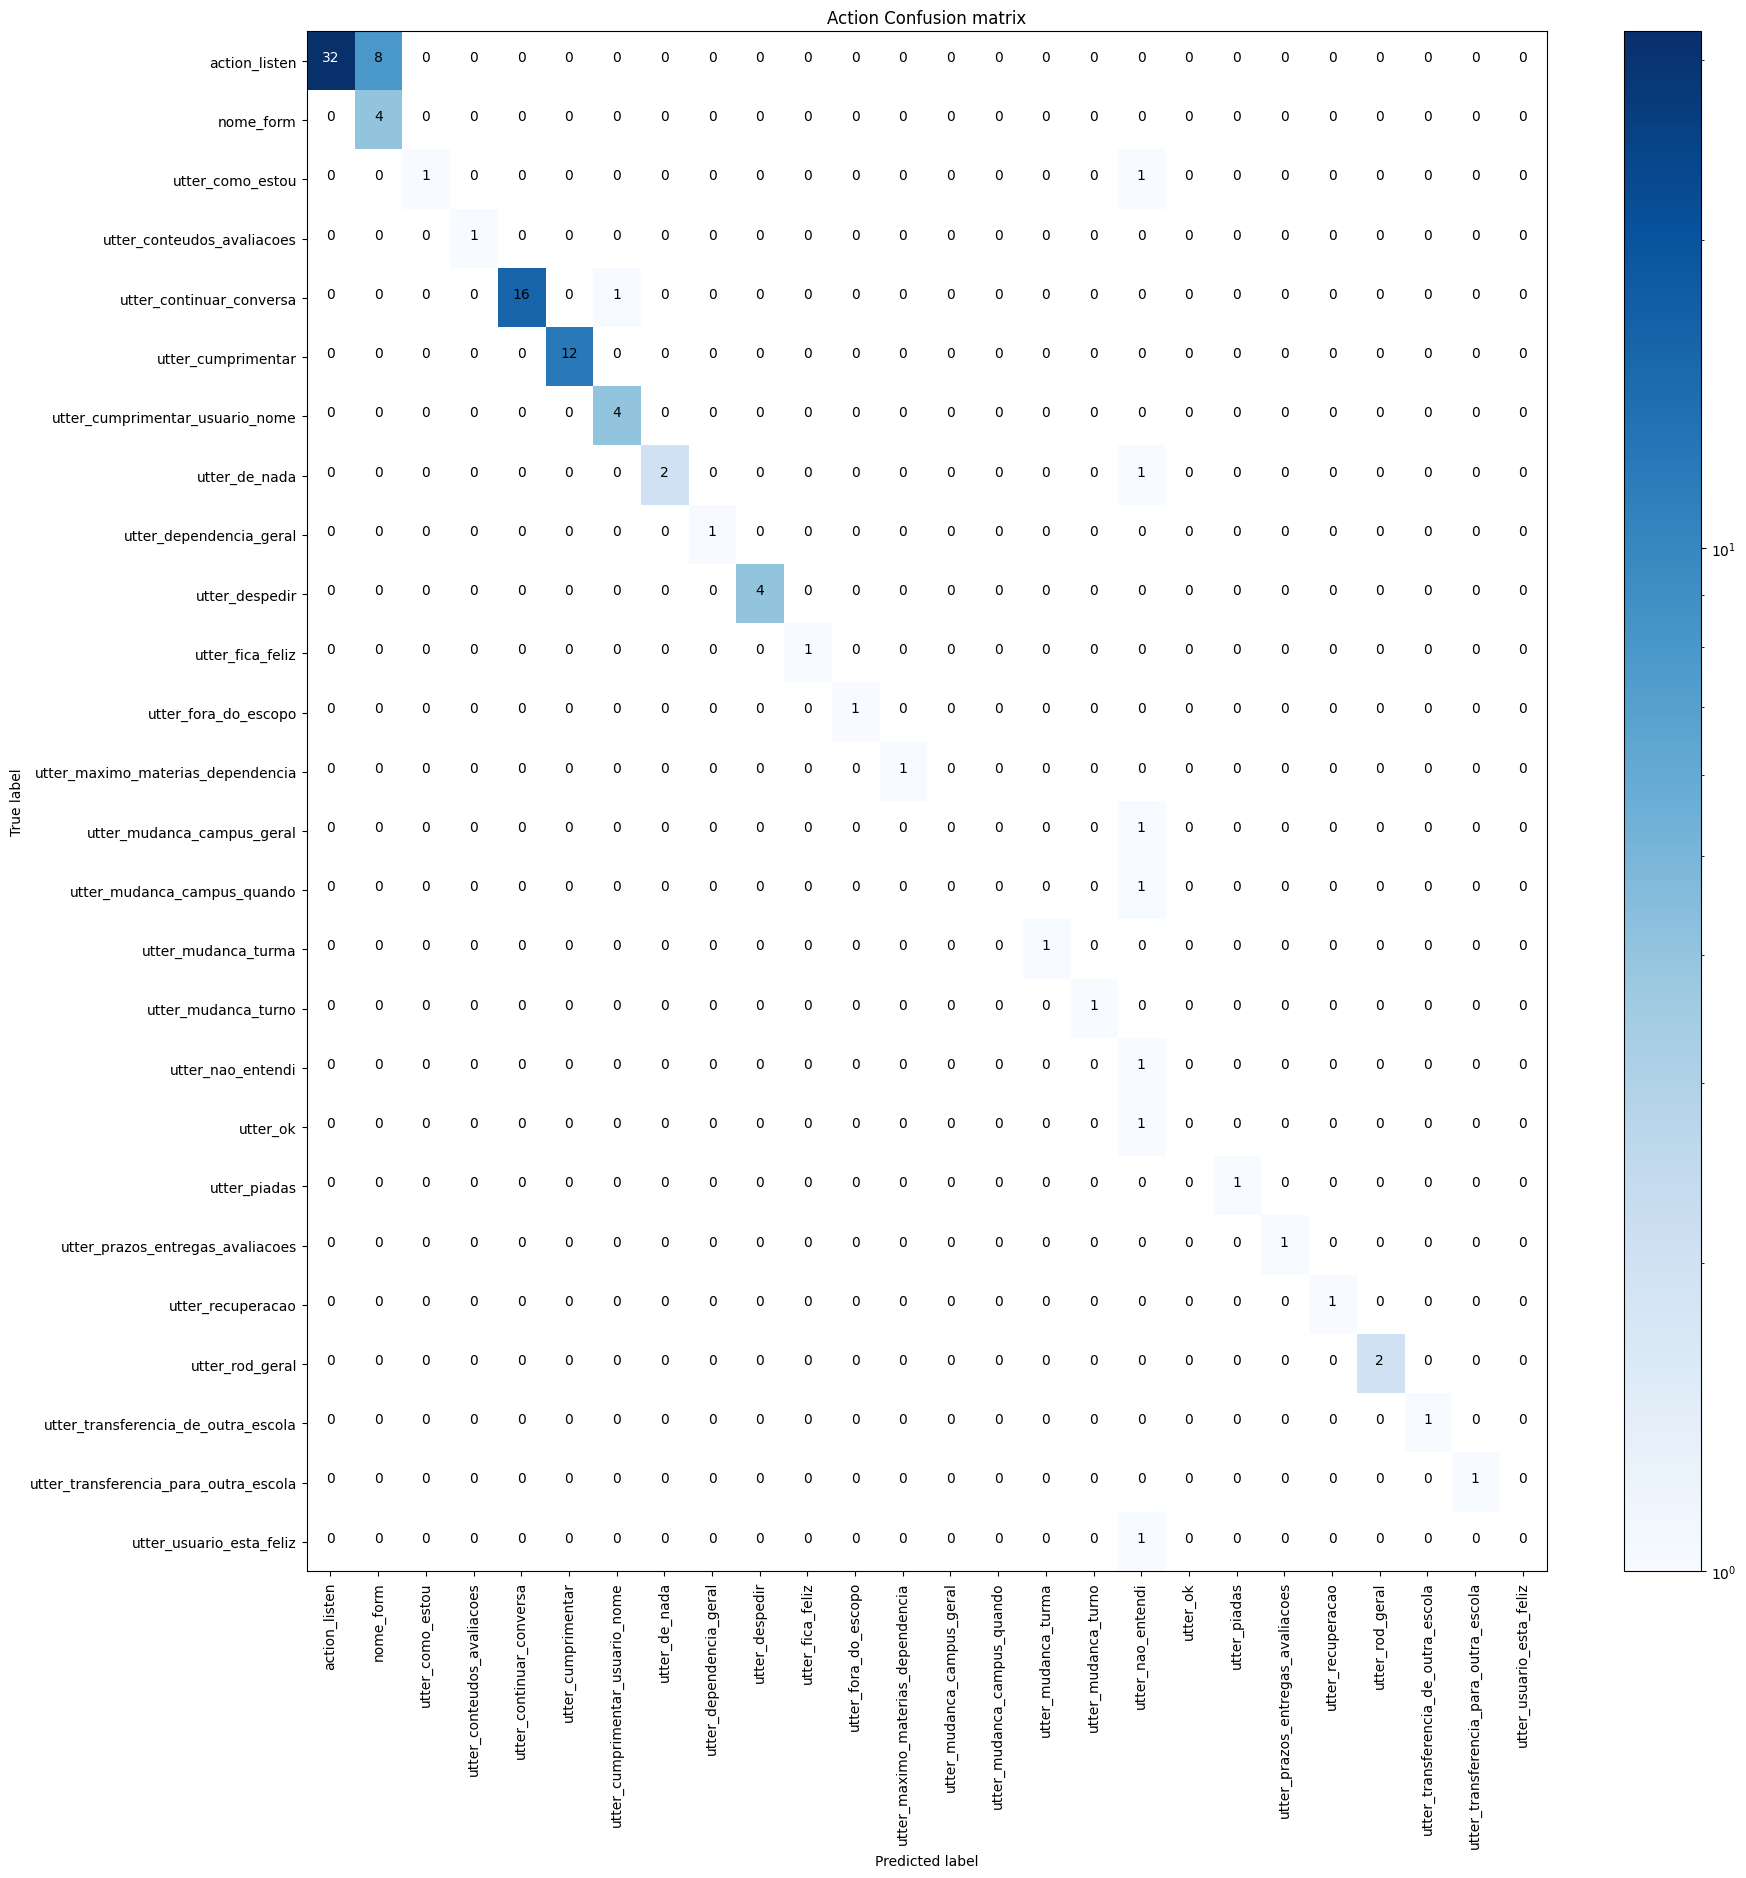 Action Confusion matrix
True label
action_listen 32 8 0 0 0 0 0 0 0 0 0 0 0 0 0 0 0 0 0 0 0 0 0 0 0 0
nome_form 0 4 0 0 0 0 0 0 0 0 0 0 0 0 0 0 0 0 0 0 0 0 0 0 0 0
utter_como_estou 0 0 1 0 0 0 0 0 0 0 0 0 0 0 0 0 0 1 0 0 0 0 0 0 0 0
utter_conteudos_avaliacoes 0 0 0 1 0 0 0 0 0 0 0 0 0 0 0 0 0 0 0 0 0 0 0 0 0 0
utter_continuar_conversa 0 0 0 0 16 0 1 0 0 0 0 0 0 0 0 0 0 0 0 0 0 0 0 0 0 0
utter_cumprimentar 0 0 0 0 0 12 0 0 0 0 0 0 0 0 0 0 0 0 0 0 0 0 0 0 0 0
utter_cumprimentar_usuario_nome 0 0 0 0 0 0 4 0 0 0 0 0 0 0 0 0 0 0 0 0 0 0 0 0 0 0
utter_de_nada 0 0 0 0 0 0 0 2 0 0 0 0 0 0 0 0 0 1 0 0 0 0 0 0 0 0
utter_dependencia_geral 0 0 0 0 0 0 0 0 1 0 0 0 0 0 0 0 0 0 0 0 0 0 0 0 0 0
utter_despedir 0 0 0 0 0 0 0 0 0 4 0 0 0 0 0 0 0 0 0 0 0 0 0 0 0 0
utter_fica_feliz 0 0 0 0 0 0 0 0 0 0 1 0 0 0 0 0 0 0 0 0 0 0 0 0 0 0
utter_fora_do_escopo 0 0 0 0 0 0 0 0 0 0 0 1 0 0 0 0 0 0 0 0 0 0 0 0 0 0
utter_maximo_materias_dependencia 0 0 0 0 0 0 0 0 0 0 0 0 1 0 0 0 0 0 0 0 0 0 0 0 0 0
utter_mudanca_campus_geral 0 0 0 0 0 0 0 0 0 0 0 0 0 0 0 0 0 1 0 0 0 0 0 0 0 0
utter_mudanca_campus_quando 0 0 0 0 0 0 0 0 0 0 0 0 0 0 0 0 0 1 0 0 0 0 0 0 0 0
utter_mudanca_turma 0 0 0 0 0 0 0 0 0 0 0 0 0 0 0 1 0 0 0 0 0 0 0 0 0 0
utter_mudanca_turno 0 0 0 0 0 0 0 0 0 0 0 0 0 0 0 0 1 0 0 0 0 0 0 0 0 0
utter_nao_entendi 0 0 0 0 0 0 0 0 0 0 0 0 0 0 0 0 0 1 0 0 0 0 0 0 0 0
utter_ok 0 0 0 0 0 0 0 0 0 0 0 0 0 0 0 0 0 1 0 0 0 0 0 0 0 0
utter_piadas 0 0 0 0 0 0 0 0 0 0 0 0 0 0 0 0 0 0 0 1 0 0 0 0 0 0
utter_prazos_entregas_avaliacoes 0 0 0 0 0 0 0 0 0 0 0 0 0 0 0 0 0 0 0 0 1 0 0 0 0 0
utter_recuperacao 0 0 0 0 0 0 0 0 0 0 0 0 0 0 0 0 0 0 0 0 0 1 0 0 0 0
utter_rod_geral 0 0 0 0 0 0 0 0 0 0 0 0 0 0 0 0 0 0 0 0 0 0 2 0 0 0
utter_transferencia_de_outra_escola 0 0 0 0 0 0 0 0 0 0 0 0 0 0 0 0 0 0 0 0 0 0 0 1 0 0
utter_transferencia_para_outra_escola 0 0 0 0 0 0 0 0 0 0 0 0 0 0 0 0 0 0 0 0 0 0 0 0 1 0
utter_usuario_esta_feliz 0 0 0 0 0 0 0 0 0 0 0 0 0 0 0 0 0 1 0 0 0 0 0 0 0 0
action_listen
nome_form
utter_como_estou
utter_conteudos_avaliacoes
utter_continuar_conversa
utter_cumprimentar
utter_cumprimentar_usuario_nome
utter_de_nada
utter_dependencia_geral
utter_despedir
utter_fica_feliz
utter_fora_do_escopo
utter_maximo_materias_dependencia
utter_mudanca_campus_geral
utter_mudanca_campus_quando
utter_mudanca_turma
utter_mudanca_turno
utter_nao_entendi
utter_ok
utter_piadas
utter_prazos_entregas_avaliacoes
utter_recuperacao
utter_rod_geral
utter_transferencia_de_outra_escola
utter_transferencia_para_outra_escola
utter_usuario_esta_feliz
Predicted label
10¹
10⁰